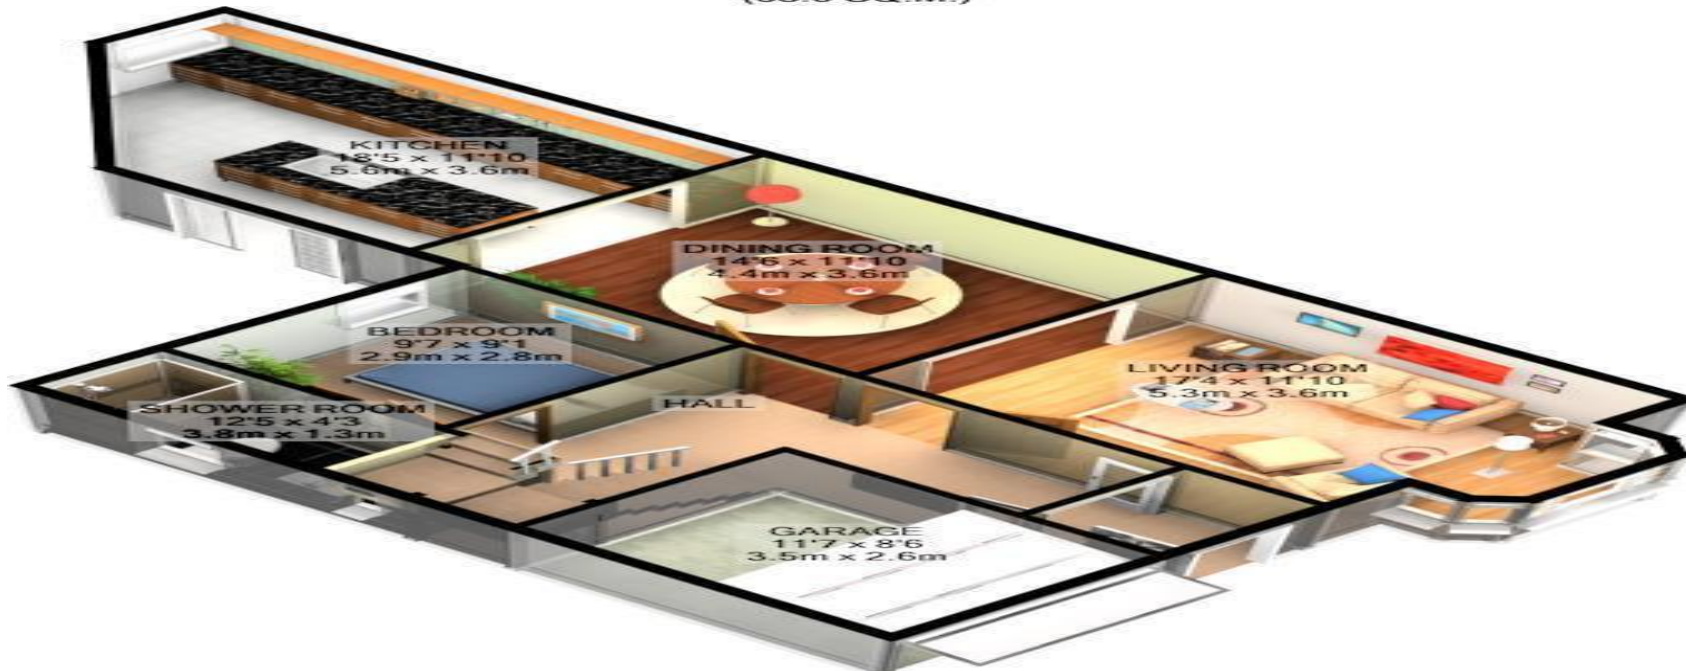 KITCHEN
18'5 x 11'10
5.6m x 3.6m
DINING ROOM
14'6 x 11'10
4.4m x 3.6m
BEDROOM
9'7 x 9'1
2.9m x 2.8m
LIVING ROOM
17'4 x 11'10
5.3m x 3.6m
SHOWER ROOM
12'5 x 4'3
3.8m x 1.3m
HALL
GARAGE
11'7 x 8'6
3.5m x 2.6m